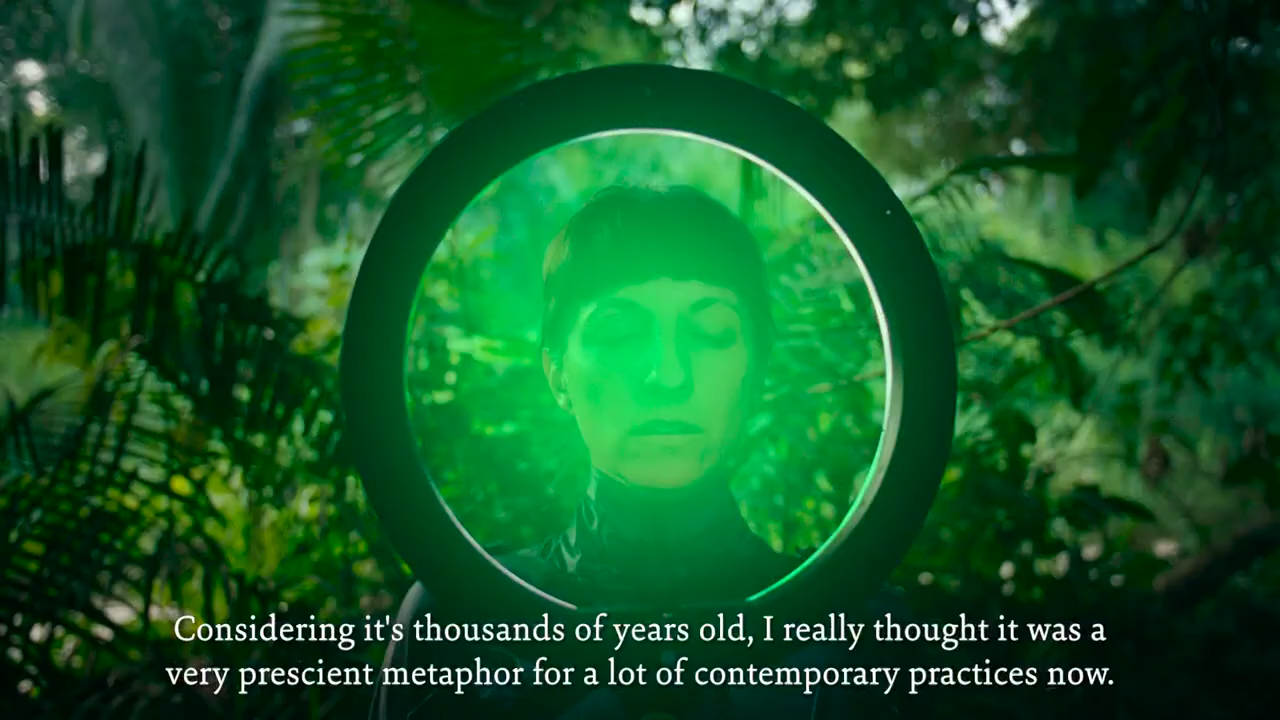 Considering it's thousands of years old, I really thought it was a
very prescient metaphor for a lot of contemporary practices now.